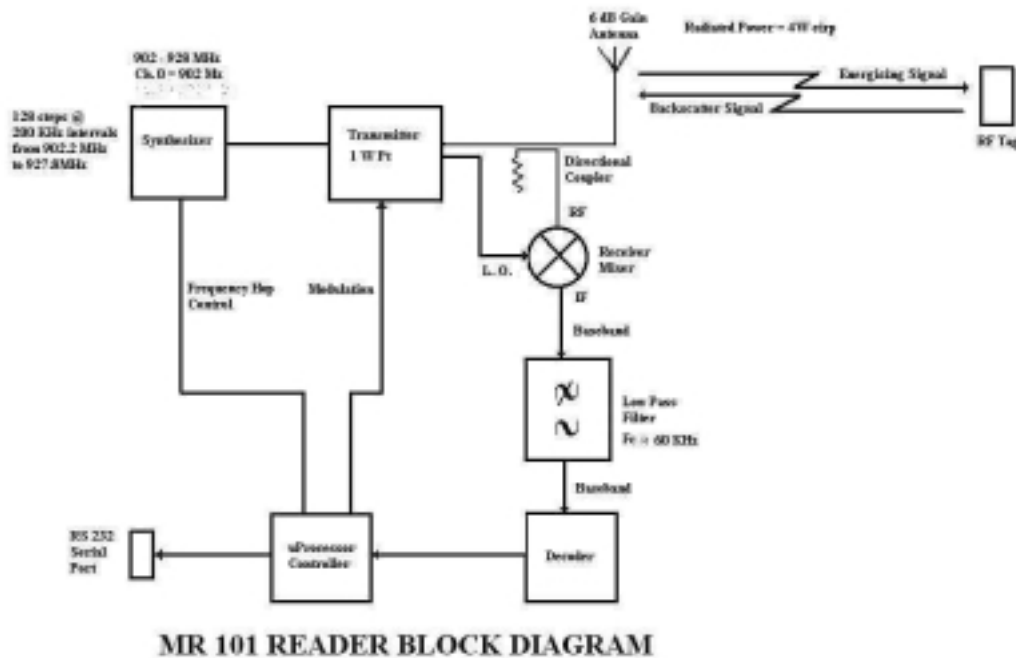 6 dB Gain
Antenna
Radiated Power = 4W eirp
902 - 928 MHz
Ch. 0 = 902 Mz
128 steps @
200 KHz intervals
from 902.2 MHz
to 927.8MHz
Synthesizer
Transmitter
1 W Pt
Energising Signal
Backscatter Signal
RF Tag
Directional
Coupler
RF
L. O.
Receiver
Mixer
IF
Frequency Hop
Control
Modulation
Baseband
Low Pass
Filter
Fc = 60 KHz
Baseband
RS 232
Serial
Port
uProcessor
Controller
Decoder
MR 101 READER BLOCK DIAGRAM